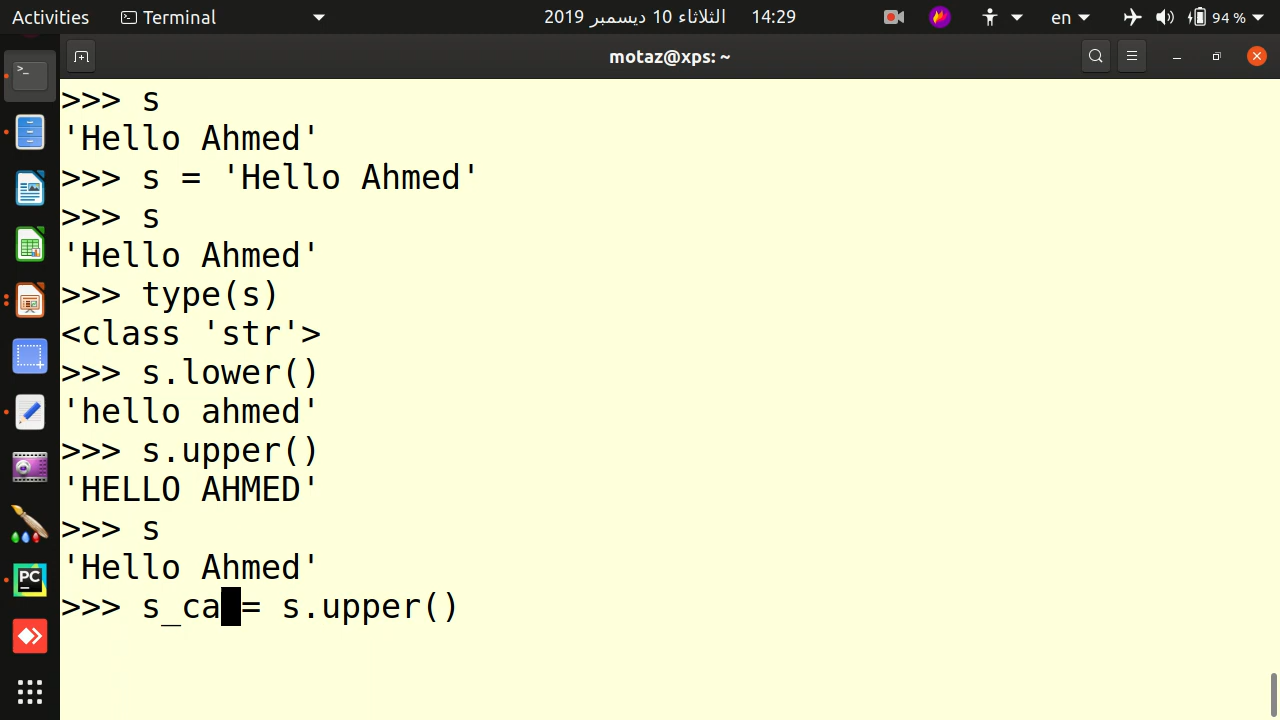 Activities Terminal الثلاثاء 10 ديسمبر 2019 14:29 en 94 %
motaz@xps: ~
>>> s
'Hello Ahmed'
>>> s = 'Hello Ahmed'
>>> s
'Hello Ahmed'
>>> type(s)
<class 'str'>
>>> s.lower()
'hello ahmed'
>>> s.upper()
'HELLO AHMED'
>>> s
'Hello Ahmed'
>>> s_ca = s.upper()
PC